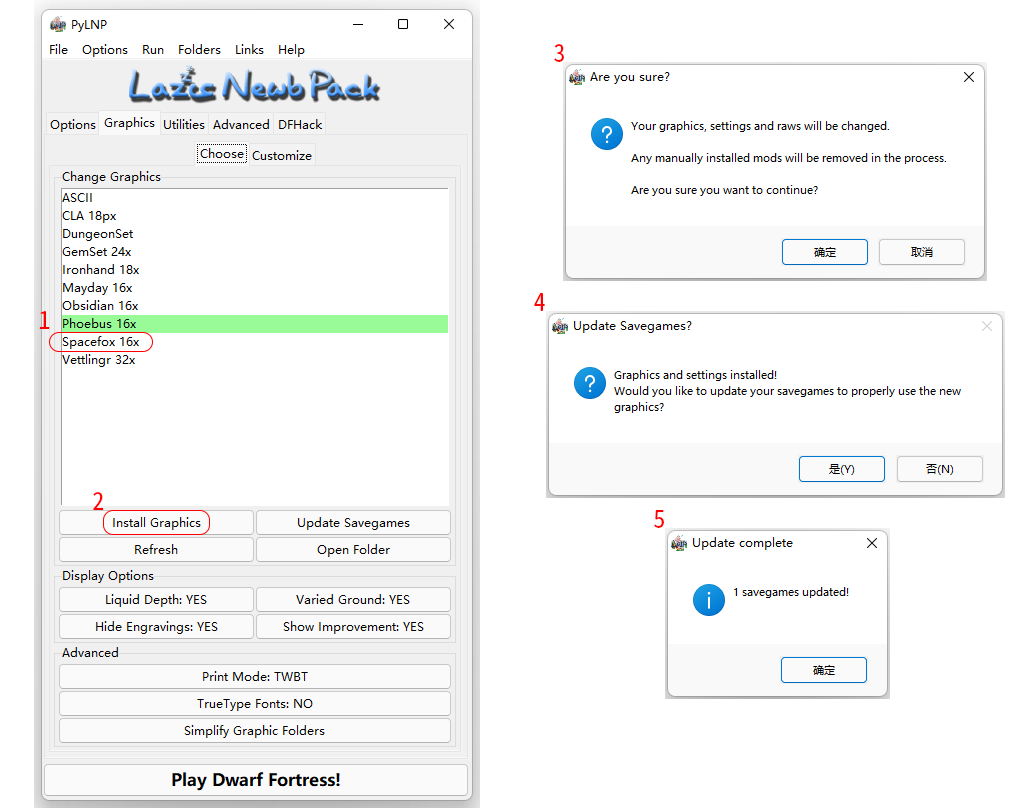 PyLNP
File Options Run Folders Links Help
Lazy Newb Pack
Options Graphics Utilities Advanced DFHack
Choose Customize
Change Graphics
ASCII
CLA 18px
DungeonSet
GemSet 24x
Ironhand 18x
Mayday 16x
Obsidian 16x
1
Phoebus 16x
Spacefox 16x
Vettlingr 32x
2
Install Graphics Update Savegames
Refresh Open Folder
Display Options
Liquid Depth: YES Varied Ground: YES
Hide Engravings: YES Show Improvement: YES
Advanced
Print Mode: TWBT
TrueType Fonts: NO
Simplify Graphic Folders
Play Dwarf Fortress!
3
Are you sure?
Your graphics, settings and raws will be changed.
Any manually installed mods will be removed in the process.
Are you sure you want to continue?
确定 取消
4
Update Savegames?
Graphics and settings installed!
Would you like to update your savegames to properly use the new
graphics?
是(Y) 否(N)
5
Update complete
1 savegames updated!
确定